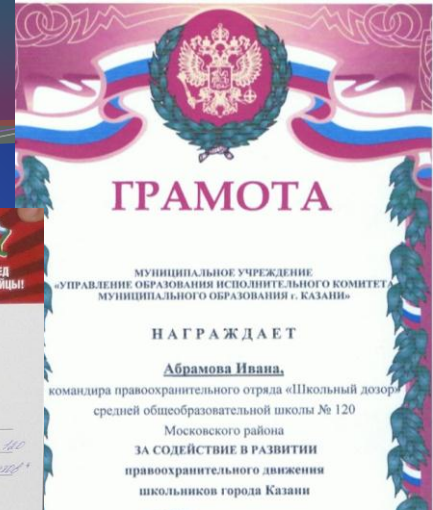 ГРАМОТА
МУНИЦИПАЛЬНОЕ УЧРЕЖДЕНИЕ
«УПРАВЛЕНИЕ ОБРАЗОВАНИЯ ИСПОЛНИТЕЛЬНОГО КОМИТЕТА
МУНИЦИПАЛЬНОГО ОБРАЗОВАНИЯ г. КАЗАНИ»
НАГРАЖДАЕТ
Абрамова Ивана,
командира правоохранительного отряда «Школьный дозор»
средней общеобразовательной школы № 120
Московского района
ЗА СОДЕЙСТВИЕ В РАЗВИТИИ
правоохранительного движения
школьников города Казани
120